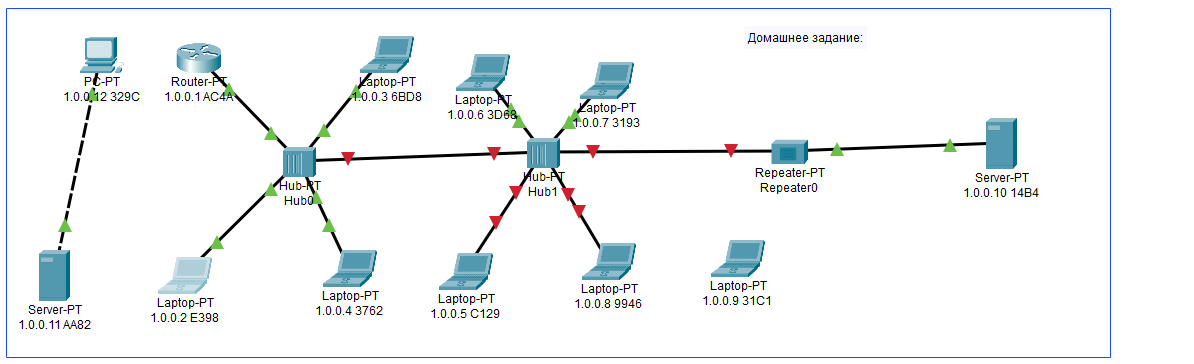 Домашнее задание:
PC-PT
1.0.0.12 329C
Router-PT
1.0.0.1 AC4A
Laptop-PT
1.0.0.3 6BD8
Laptop-PT
1.0.0.6 3D68
Laptop-PT
1.0.0.7 3193
Hub-PT
Hub0
Hub-PT
Hub1
Repeater-PT
Repeater0
Server-PT
1.0.0.10 14B4
Server-PT
1.0.0.11 AA82
Laptop-PT
1.0.0.2 E398
Laptop-PT
1.0.0.4 3762
Laptop-PT
1.0.0.5 C129
Laptop-PT
1.0.0.8 9946
Laptop-PT
1.0.0.9 31C1